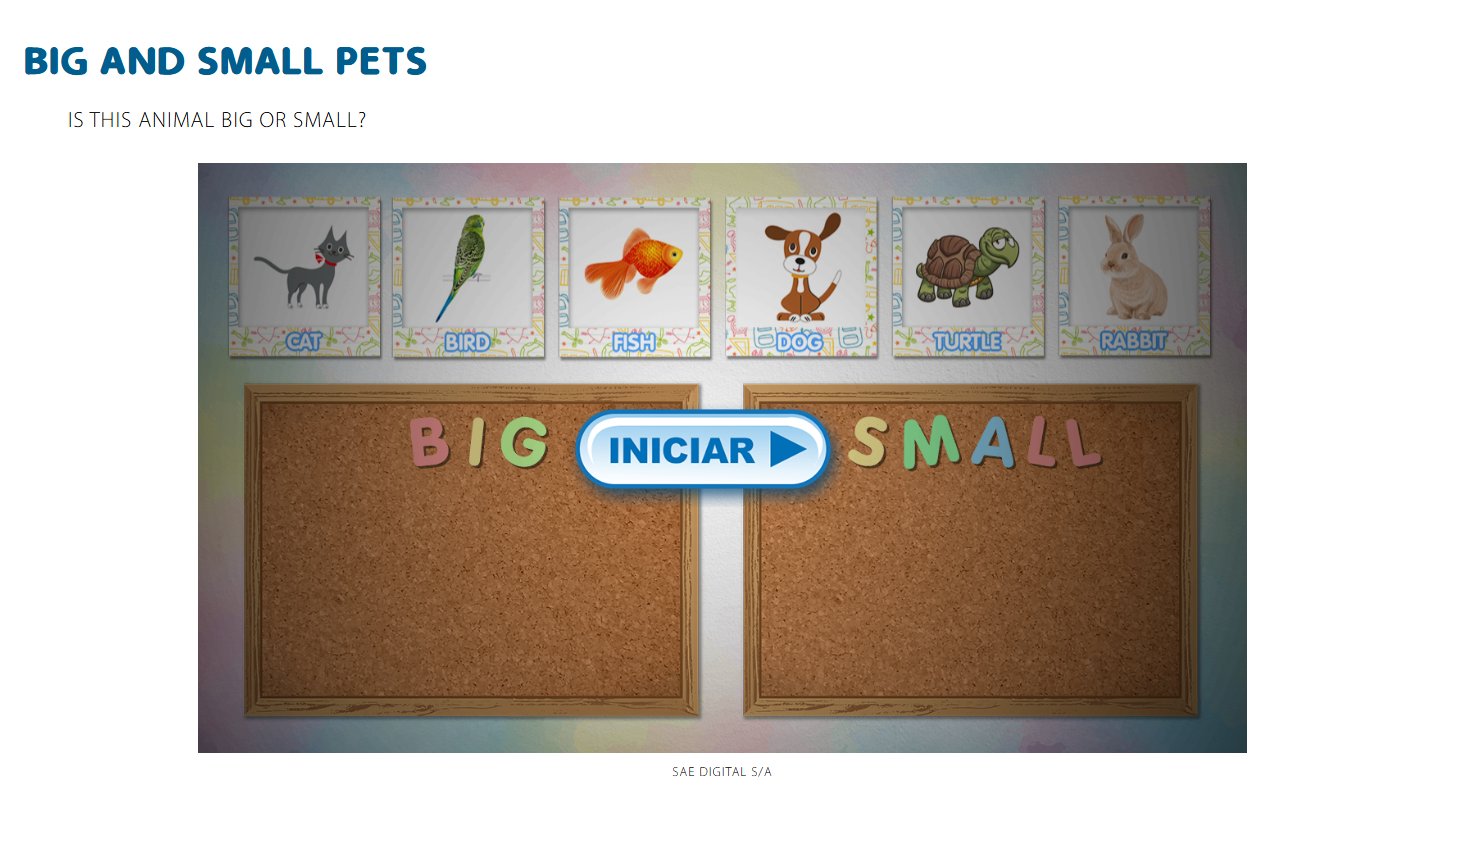 BIG AND SMALL PETS
IS THIS ANIMAL BIG OR SMALL?
CAT
BIRD
FISH
DOG
TURTLE
RABBIT
BIG
INICIAR
SMALL
SAE DIGITAL S/A